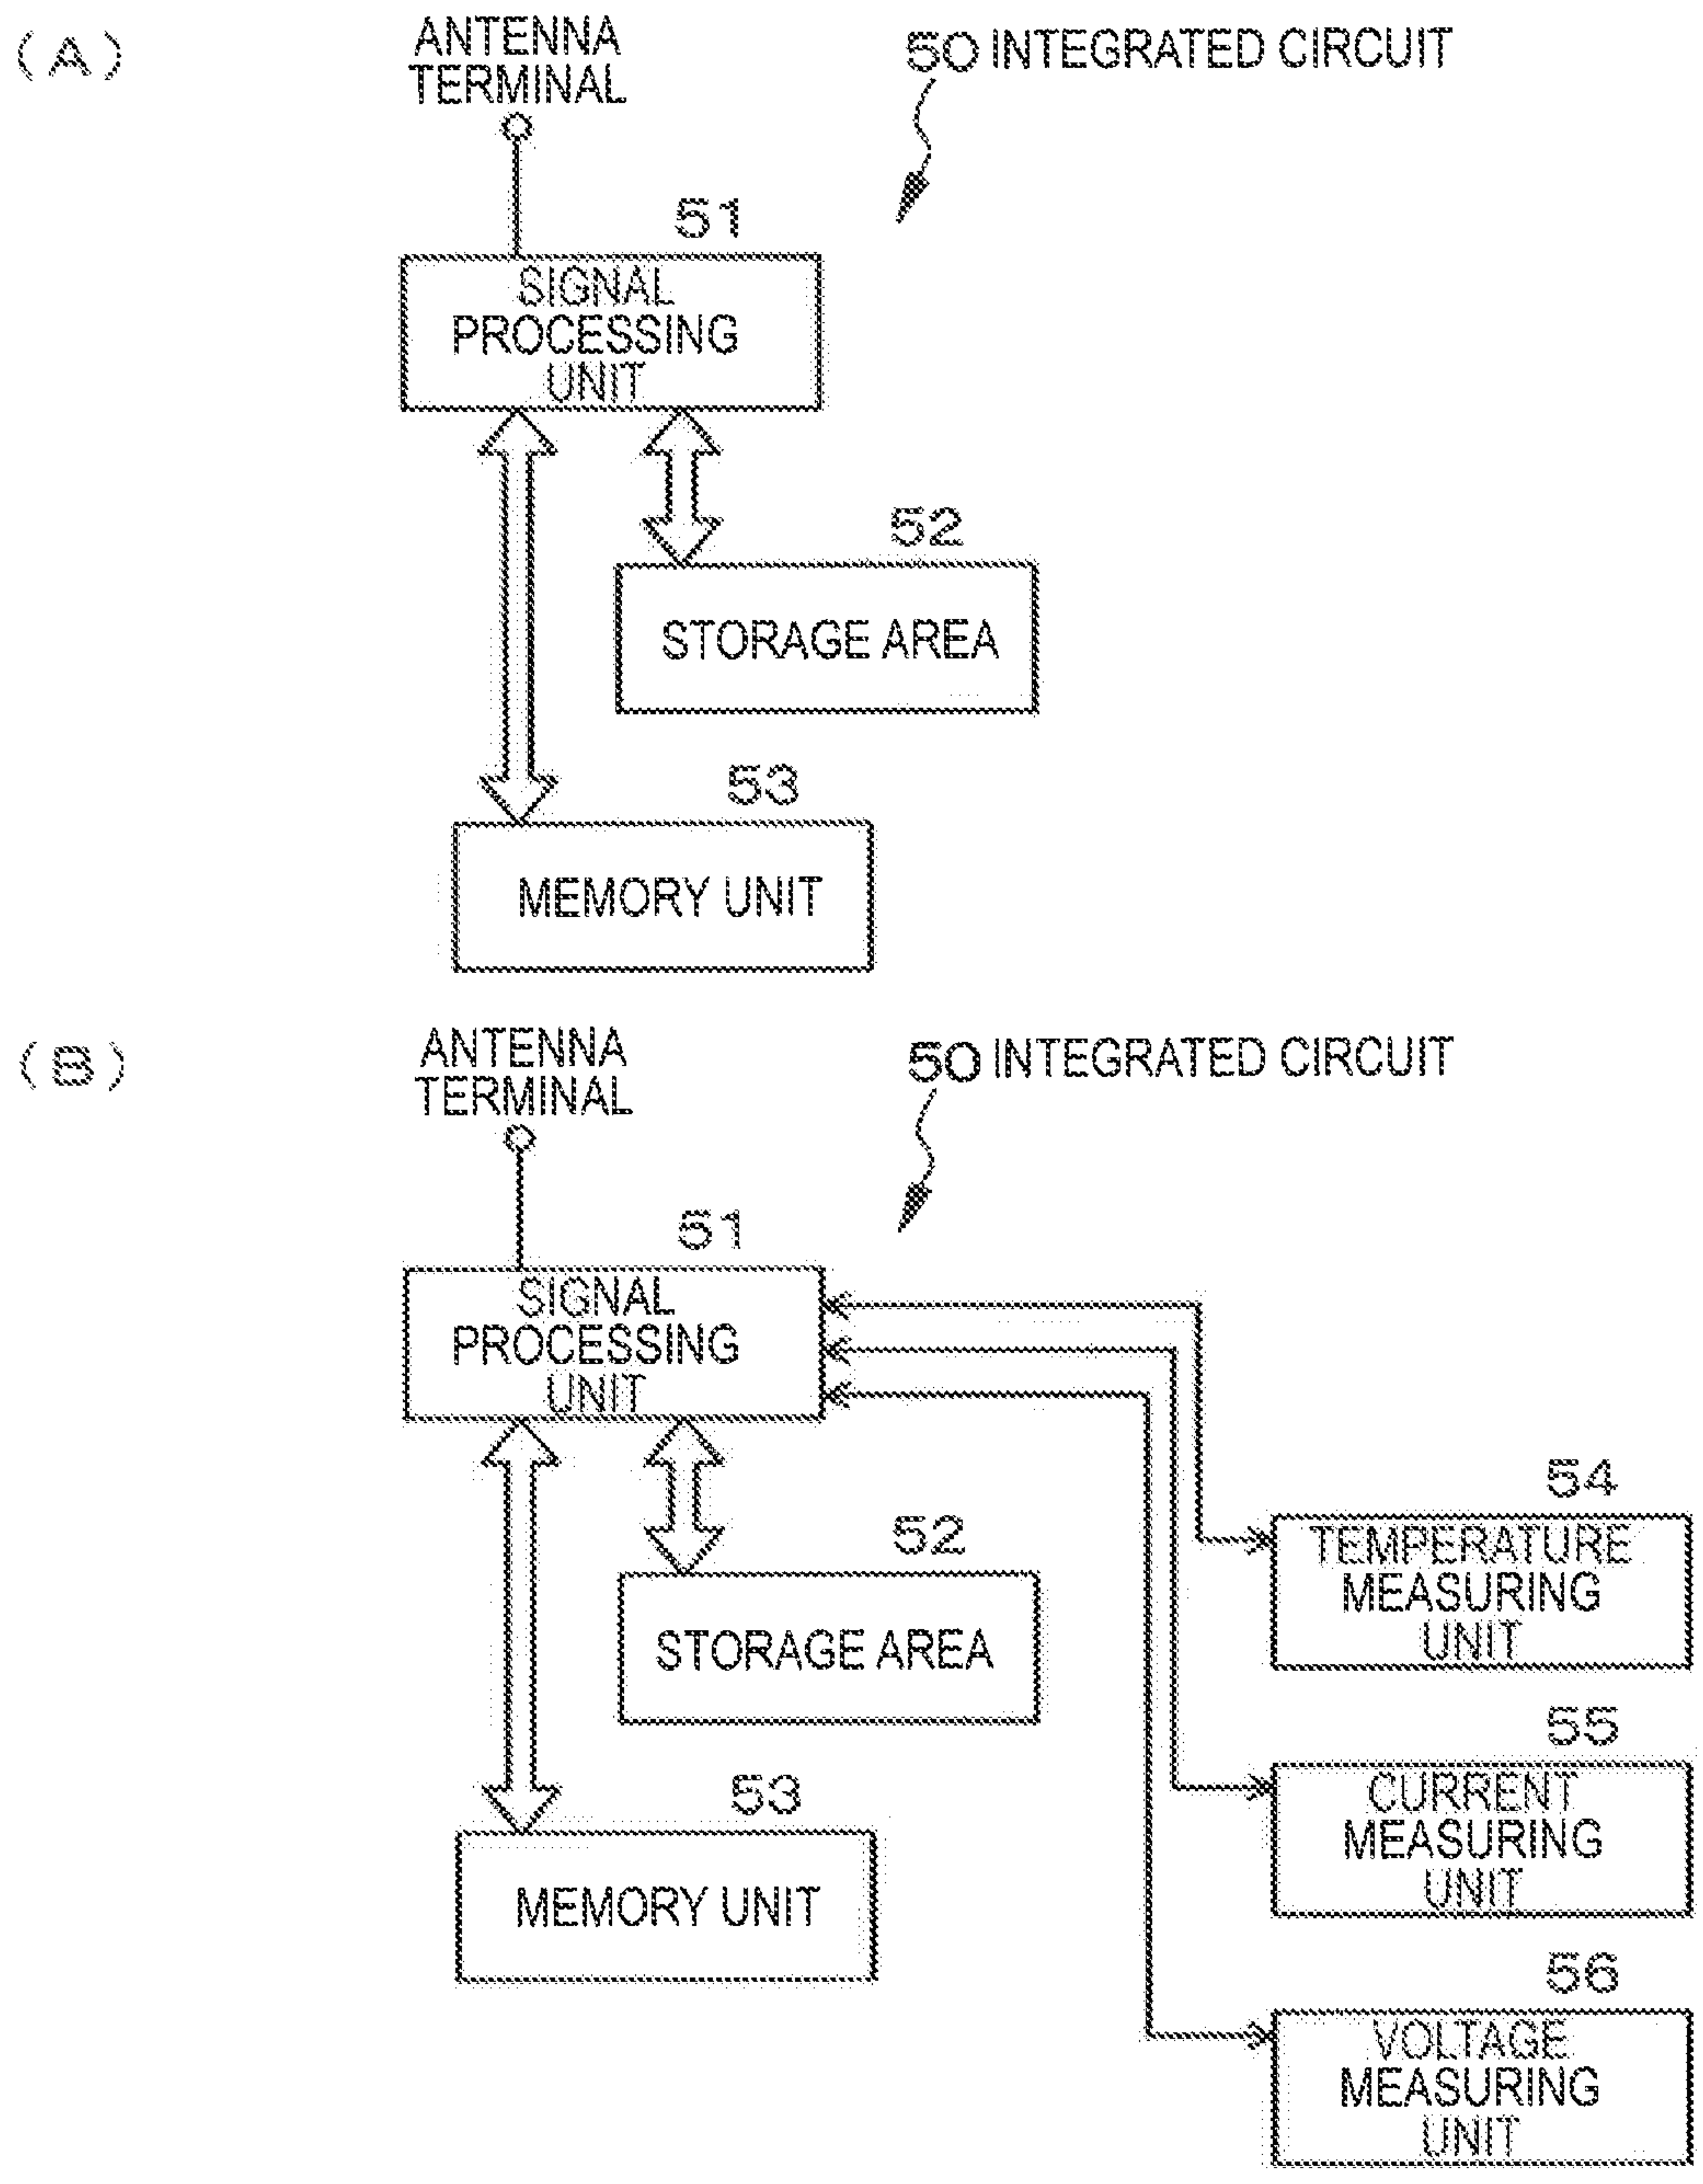 (A)
ANTENNA
TERMINAL
50 INTEGRATED CIRCUIT
51
SIGNAL
PROCESSING
UNIT
52
STORAGE AREA
53
MEMORY UNIT
(B)
ANTENNA
TERMINAL
50 INTEGRATED CIRCUIT
51
SIGNAL
PROCESSING
UNIT
54
TEMPERATURE
MEASURING
UNIT
52
STORAGE AREA
55
CURRENT
MEASURING
UNIT
53
MEMORY UNIT
56
VOLTAGE
MEASURING
UNIT